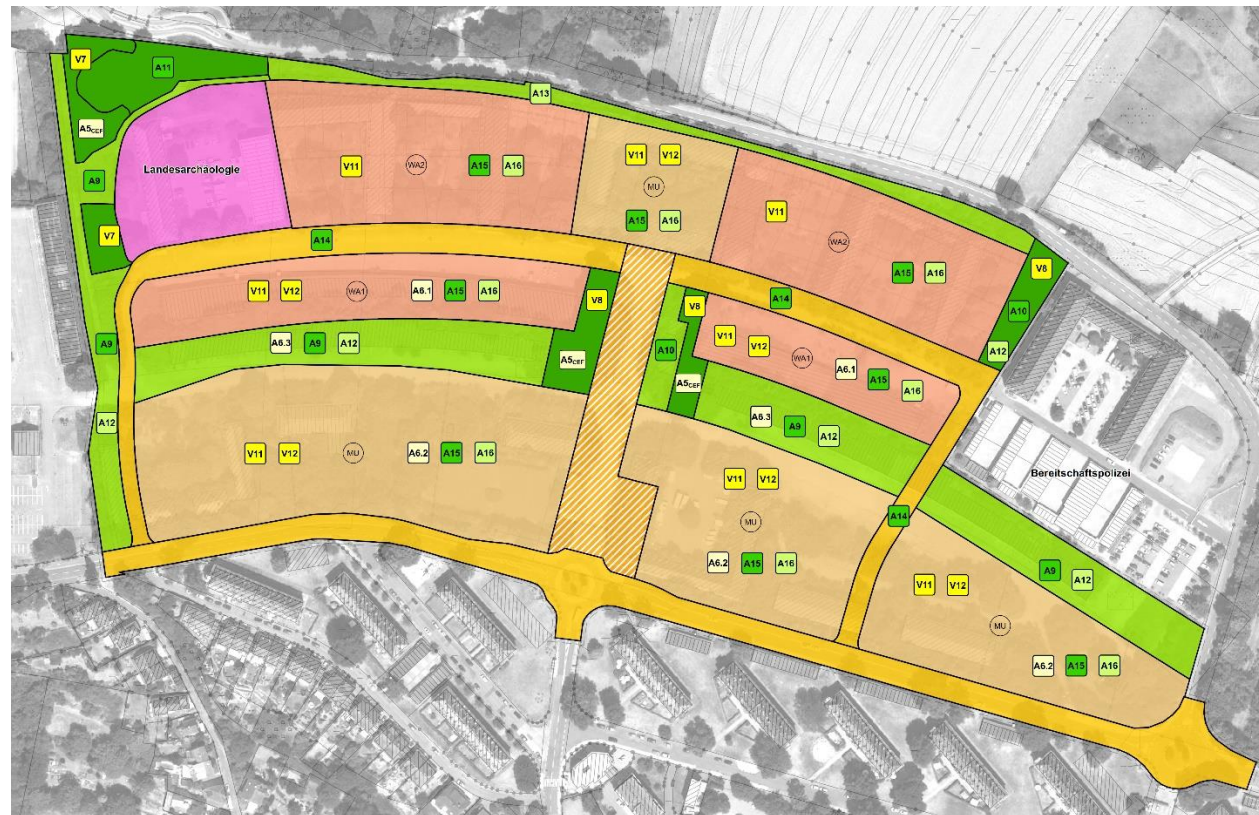 V7
A11
A13
A5CEF
Landesarchäologie
V11
WA2
A15
A16
V11
V12
MU
A15
A16
A9
V7
V11
WA2
A15
A16
V6
A10
A12
A14
V11
V12
WA1
A6.1
A15
A16
V8
V8
A14
A9
A6.3
A9
A12
A5CEF
A10
A5CEF
V11
V12
WA1
A6.1
A15
A16
A12
A6.3
A9
A12
V11
V12
MU
A6.2
A15
A16
V11
V12
MU
A6.2
A15
A16
Bereitschaftspolizei
A14
A9
A12
V11
V12
MU
A6.2
A15
A16